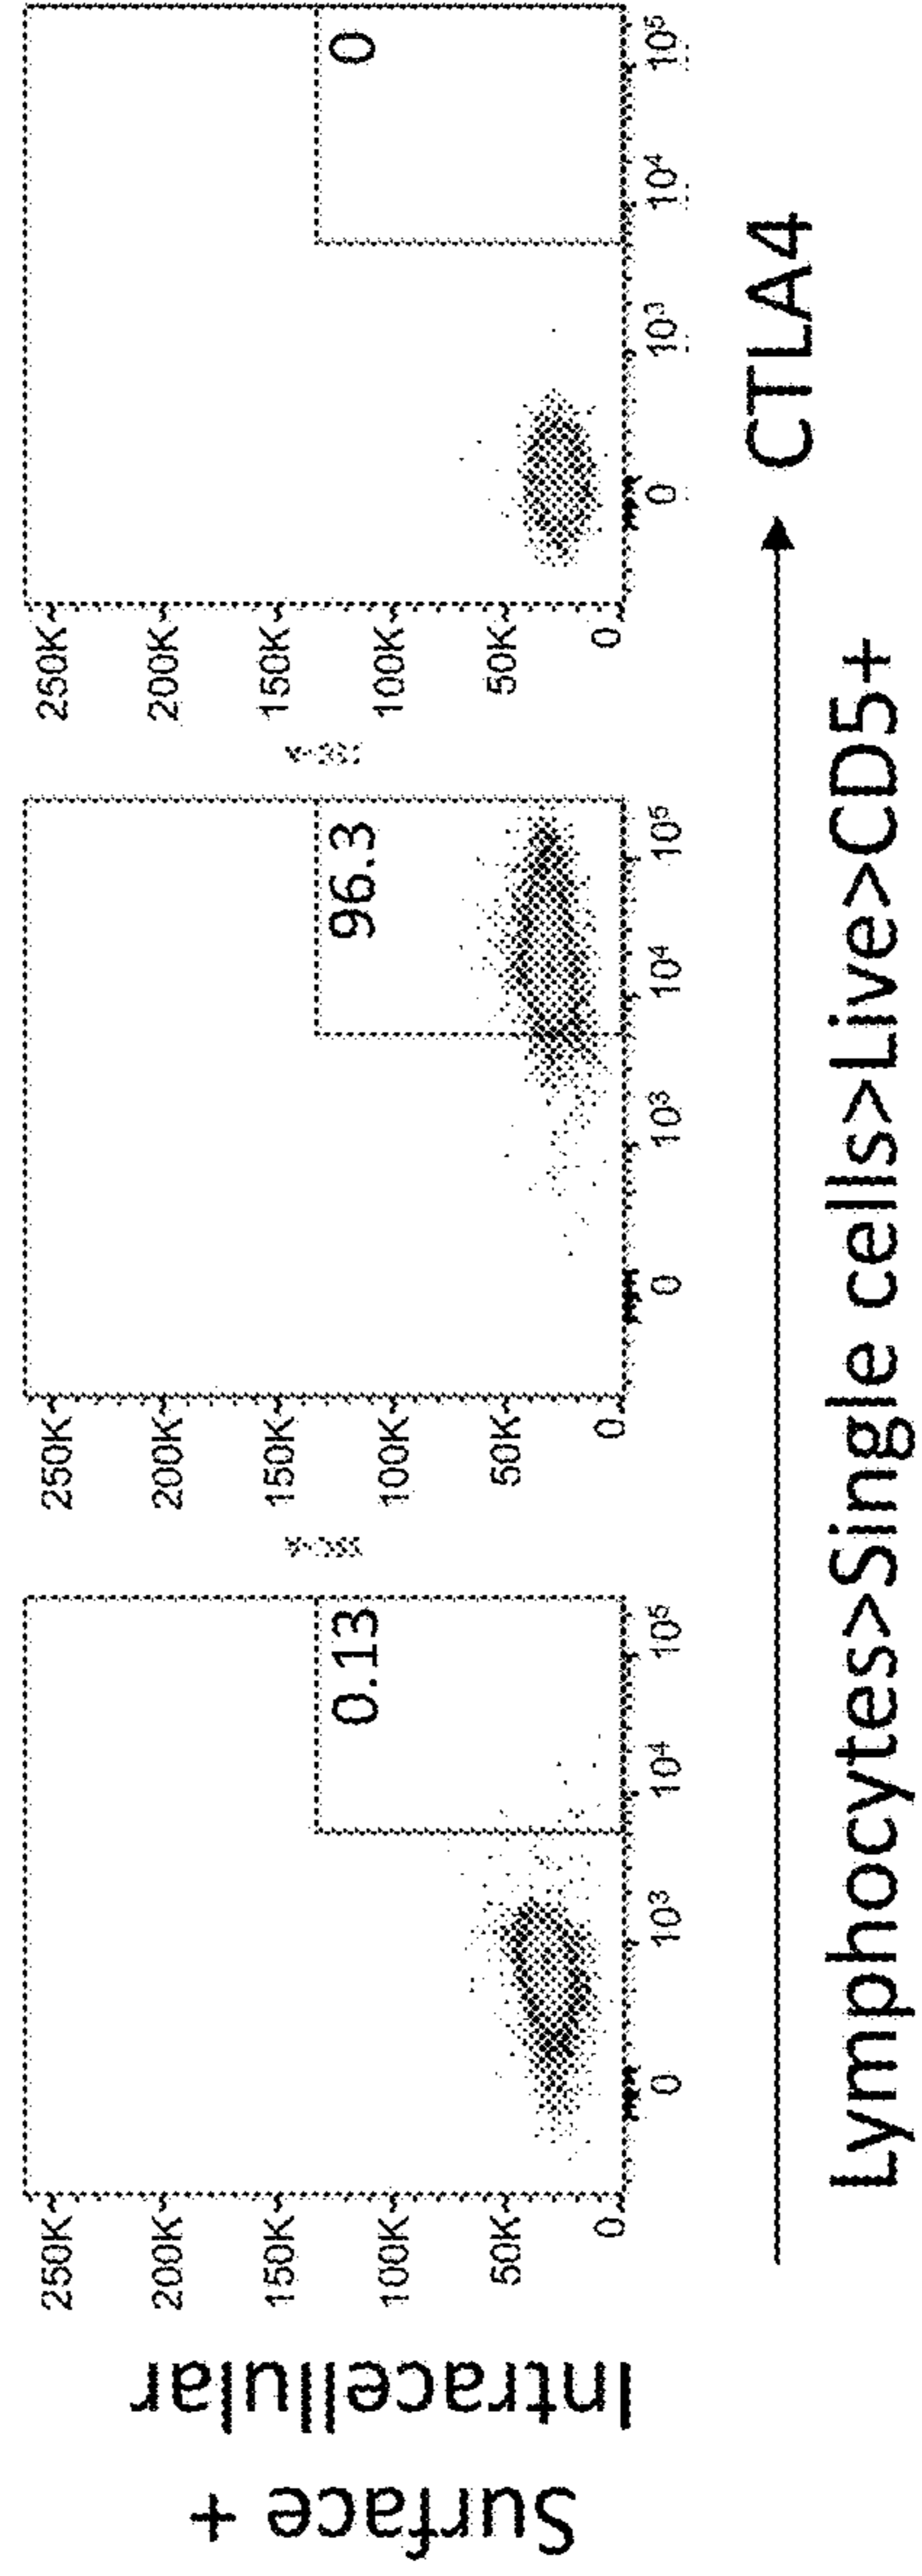 Surface +
Intracellular
250K
200K
150K
100K
50K
0
0.13
0 10³ 10⁴ 10⁵
250K
200K
150K
100K
50K
0
96.3
0 10³ 10⁴ 10⁵
250K
200K
150K
100K
50K
0
0
0 10³ 10⁴ 10⁵
CTLA4
Lymphocytes>Single cells>Live>CD5+